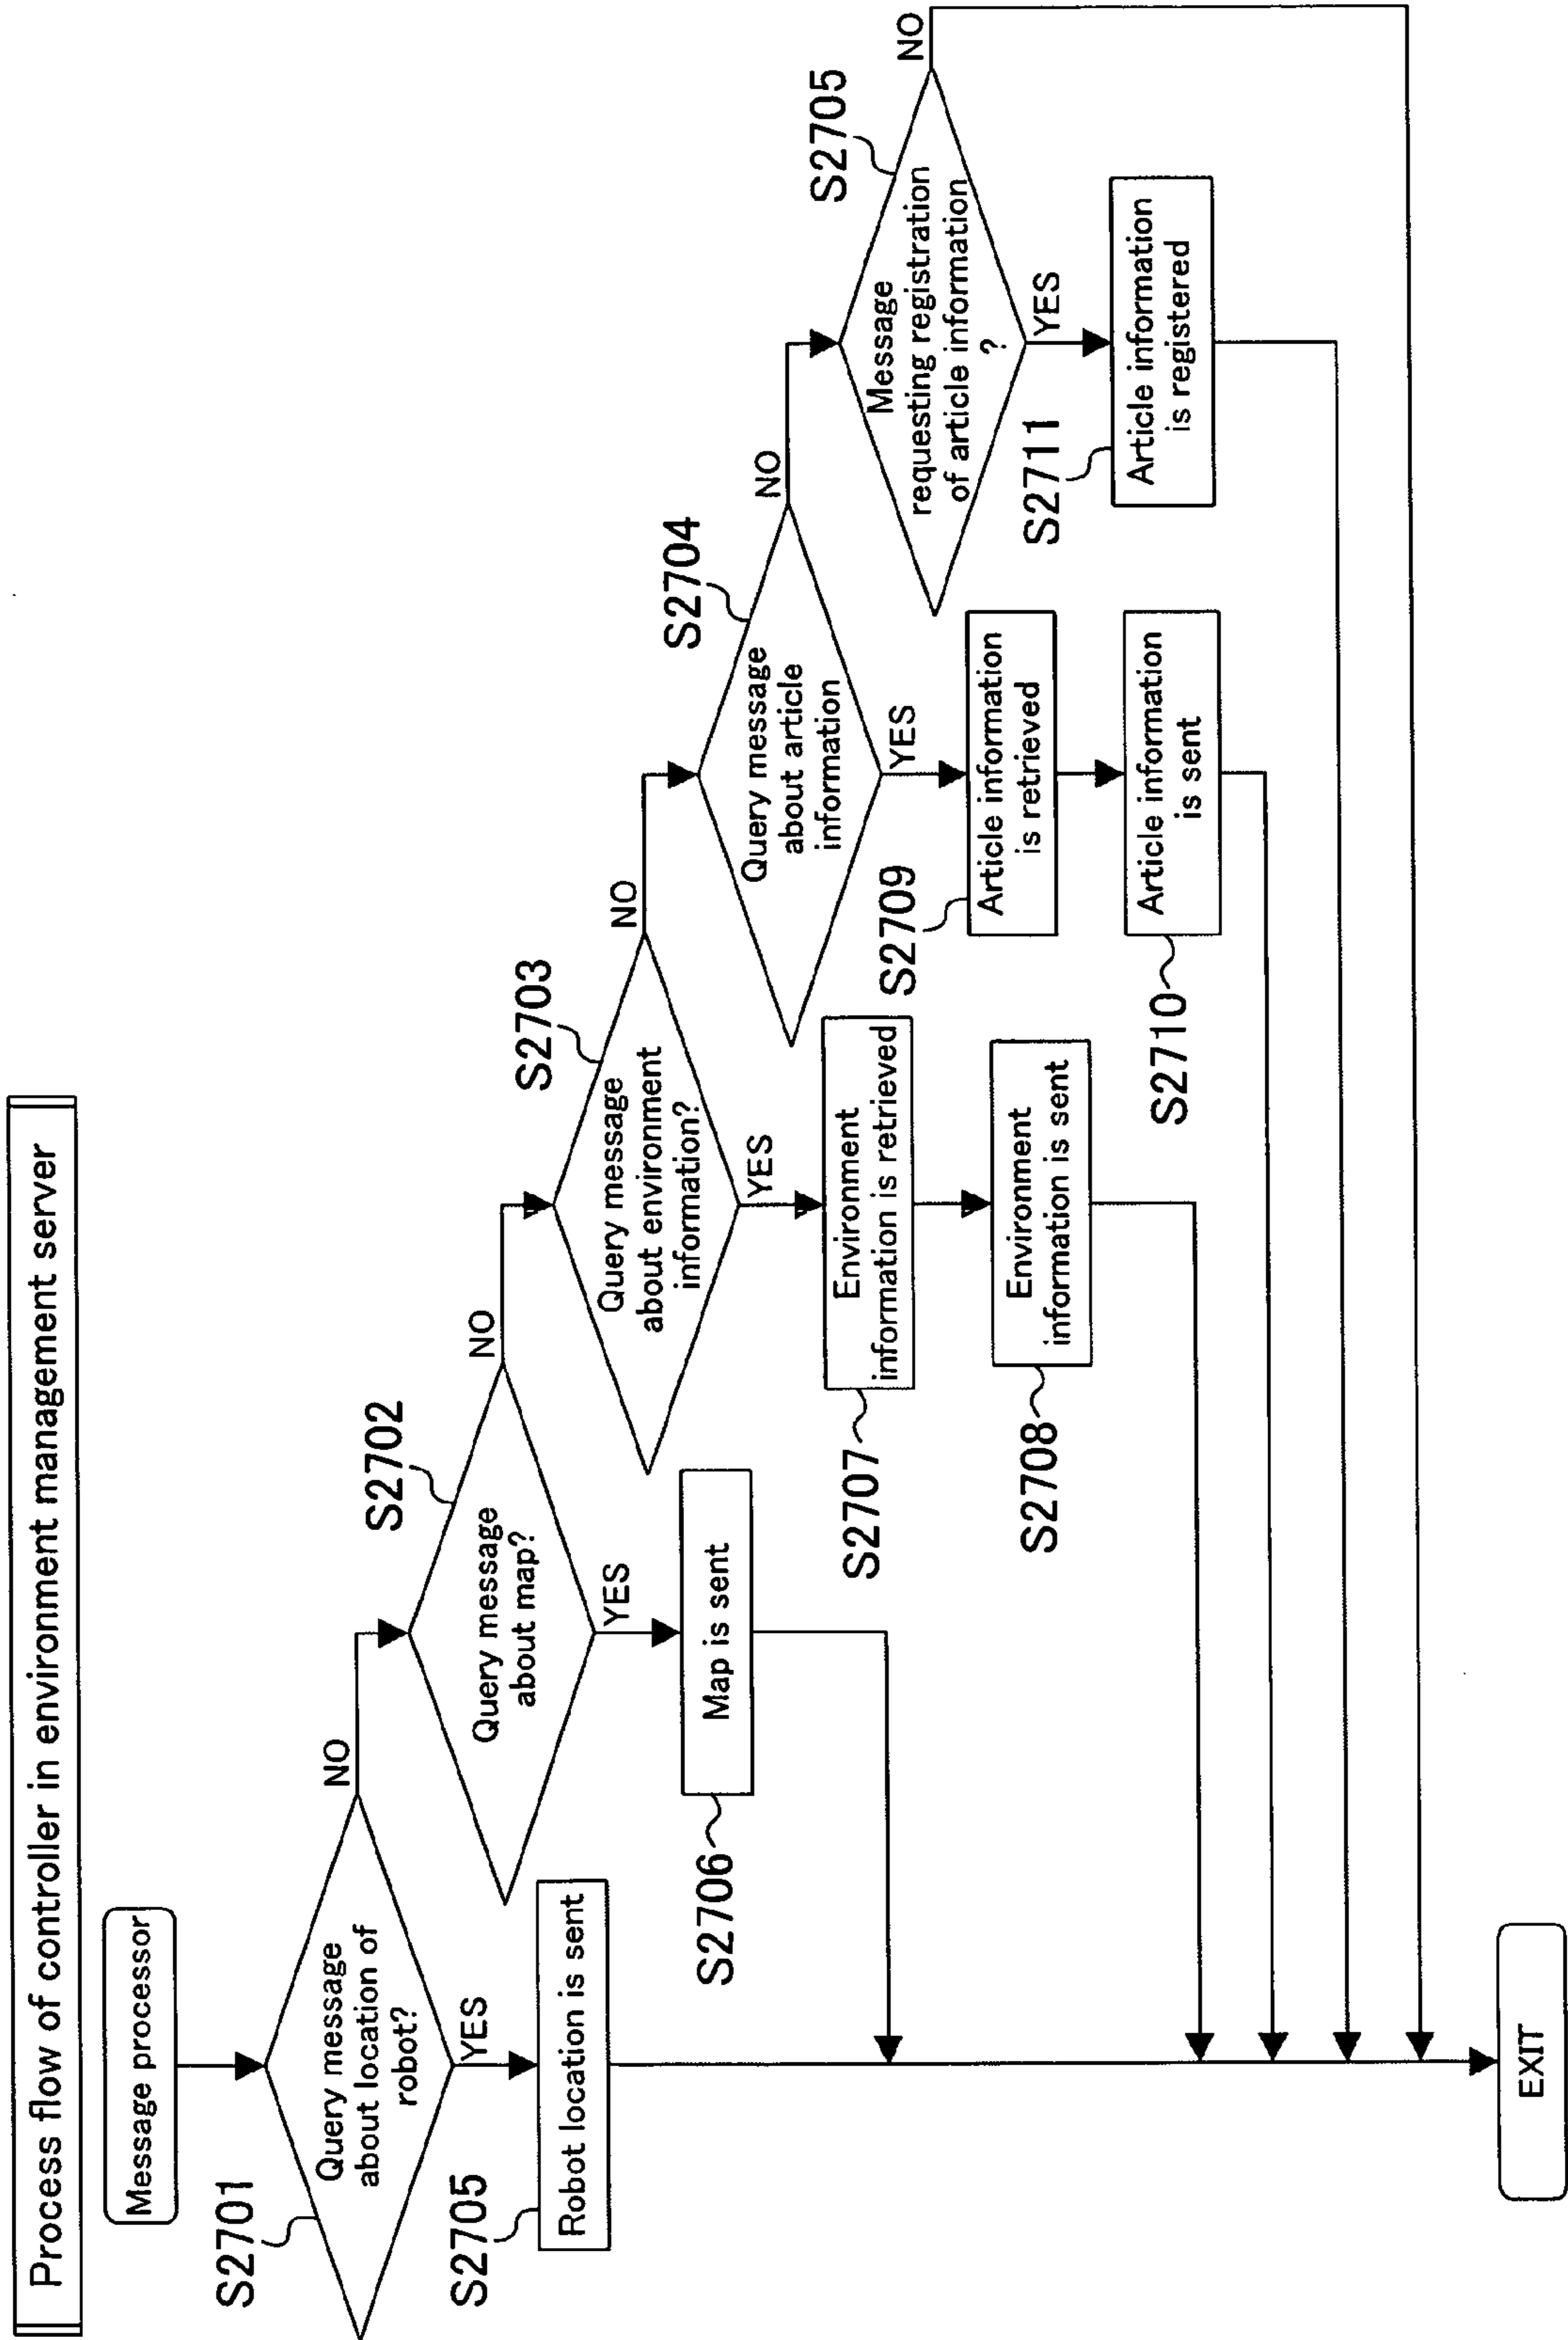 Process flow of controller in environment management server
Message processor
S2701
Query message
about location of
robot?
NO
YES
S2705
Robot location is sent
S2702
Query message
about map?
NO
YES
S2706
Map is sent
S2703
Query message
about environment
information?
NO
YES
S2707
Environment
information is retrieved
S2708
Environment
information is sent
S2704
Query message
about article
information
NO
YES
S2709
Article information
is retrieved
S2710
Article information
is sent
S2705
Message
requesting registration
of article information
?
NO
YES
S2711
Article information
is registered
EXIT